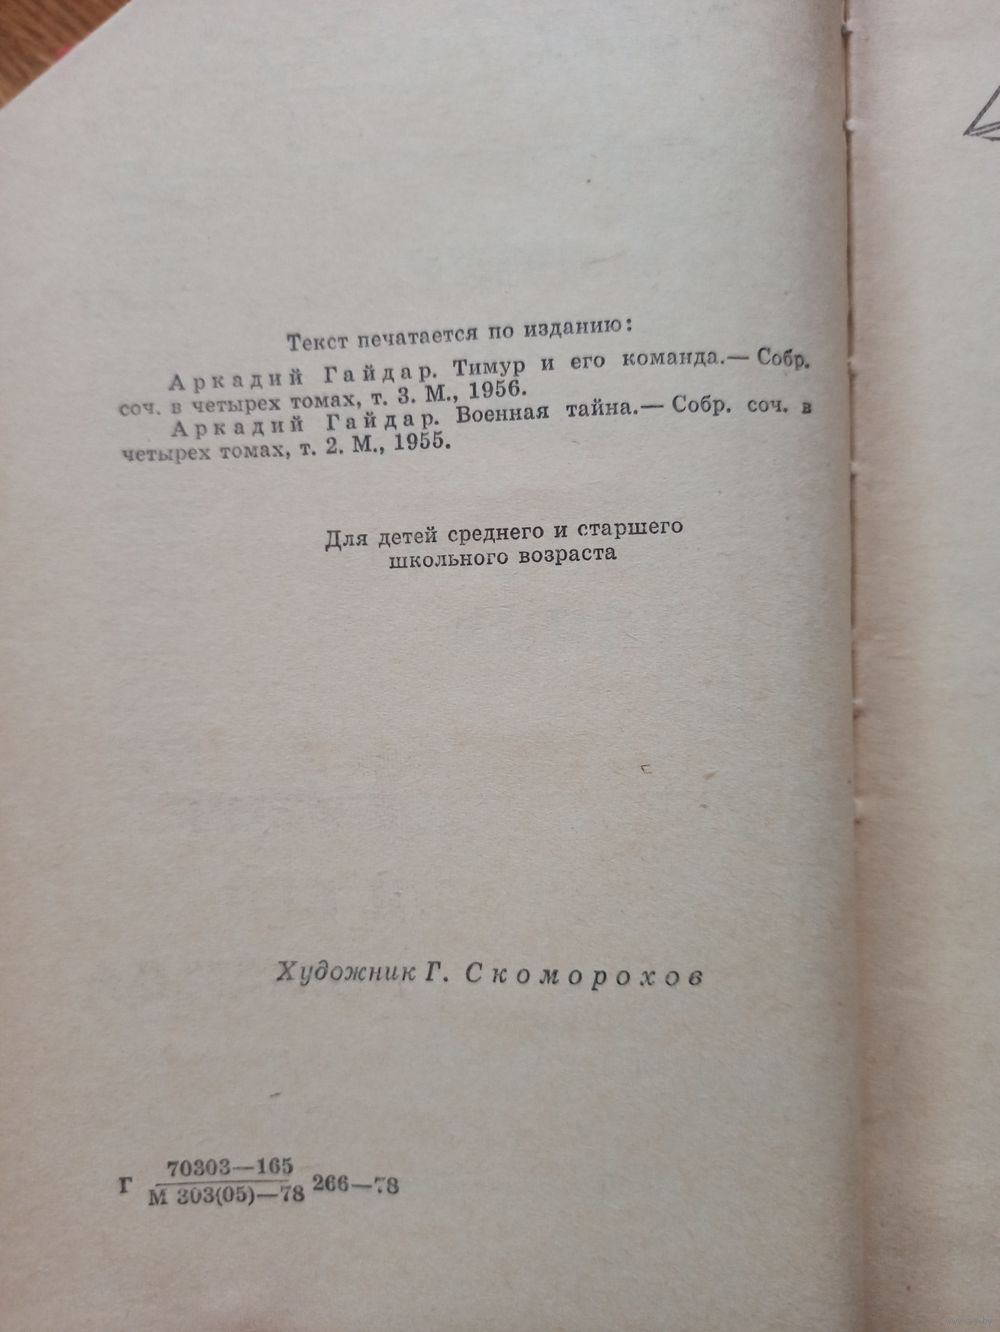 Текст печатается по изданию:
Аркадий Гайдар. Тимур и его команда.— Собр.
соч. в четырех томах, т. 3. М., 1956.
Аркадий Гайдар. Военная тайна.— Собр. соч. в
четырех томах, т. 2. М., 1955.
Для детей среднего и старшего
школьного возраста
Художник Г. Скоморохов
70303—165
Г 266—78
М 303(05)—78